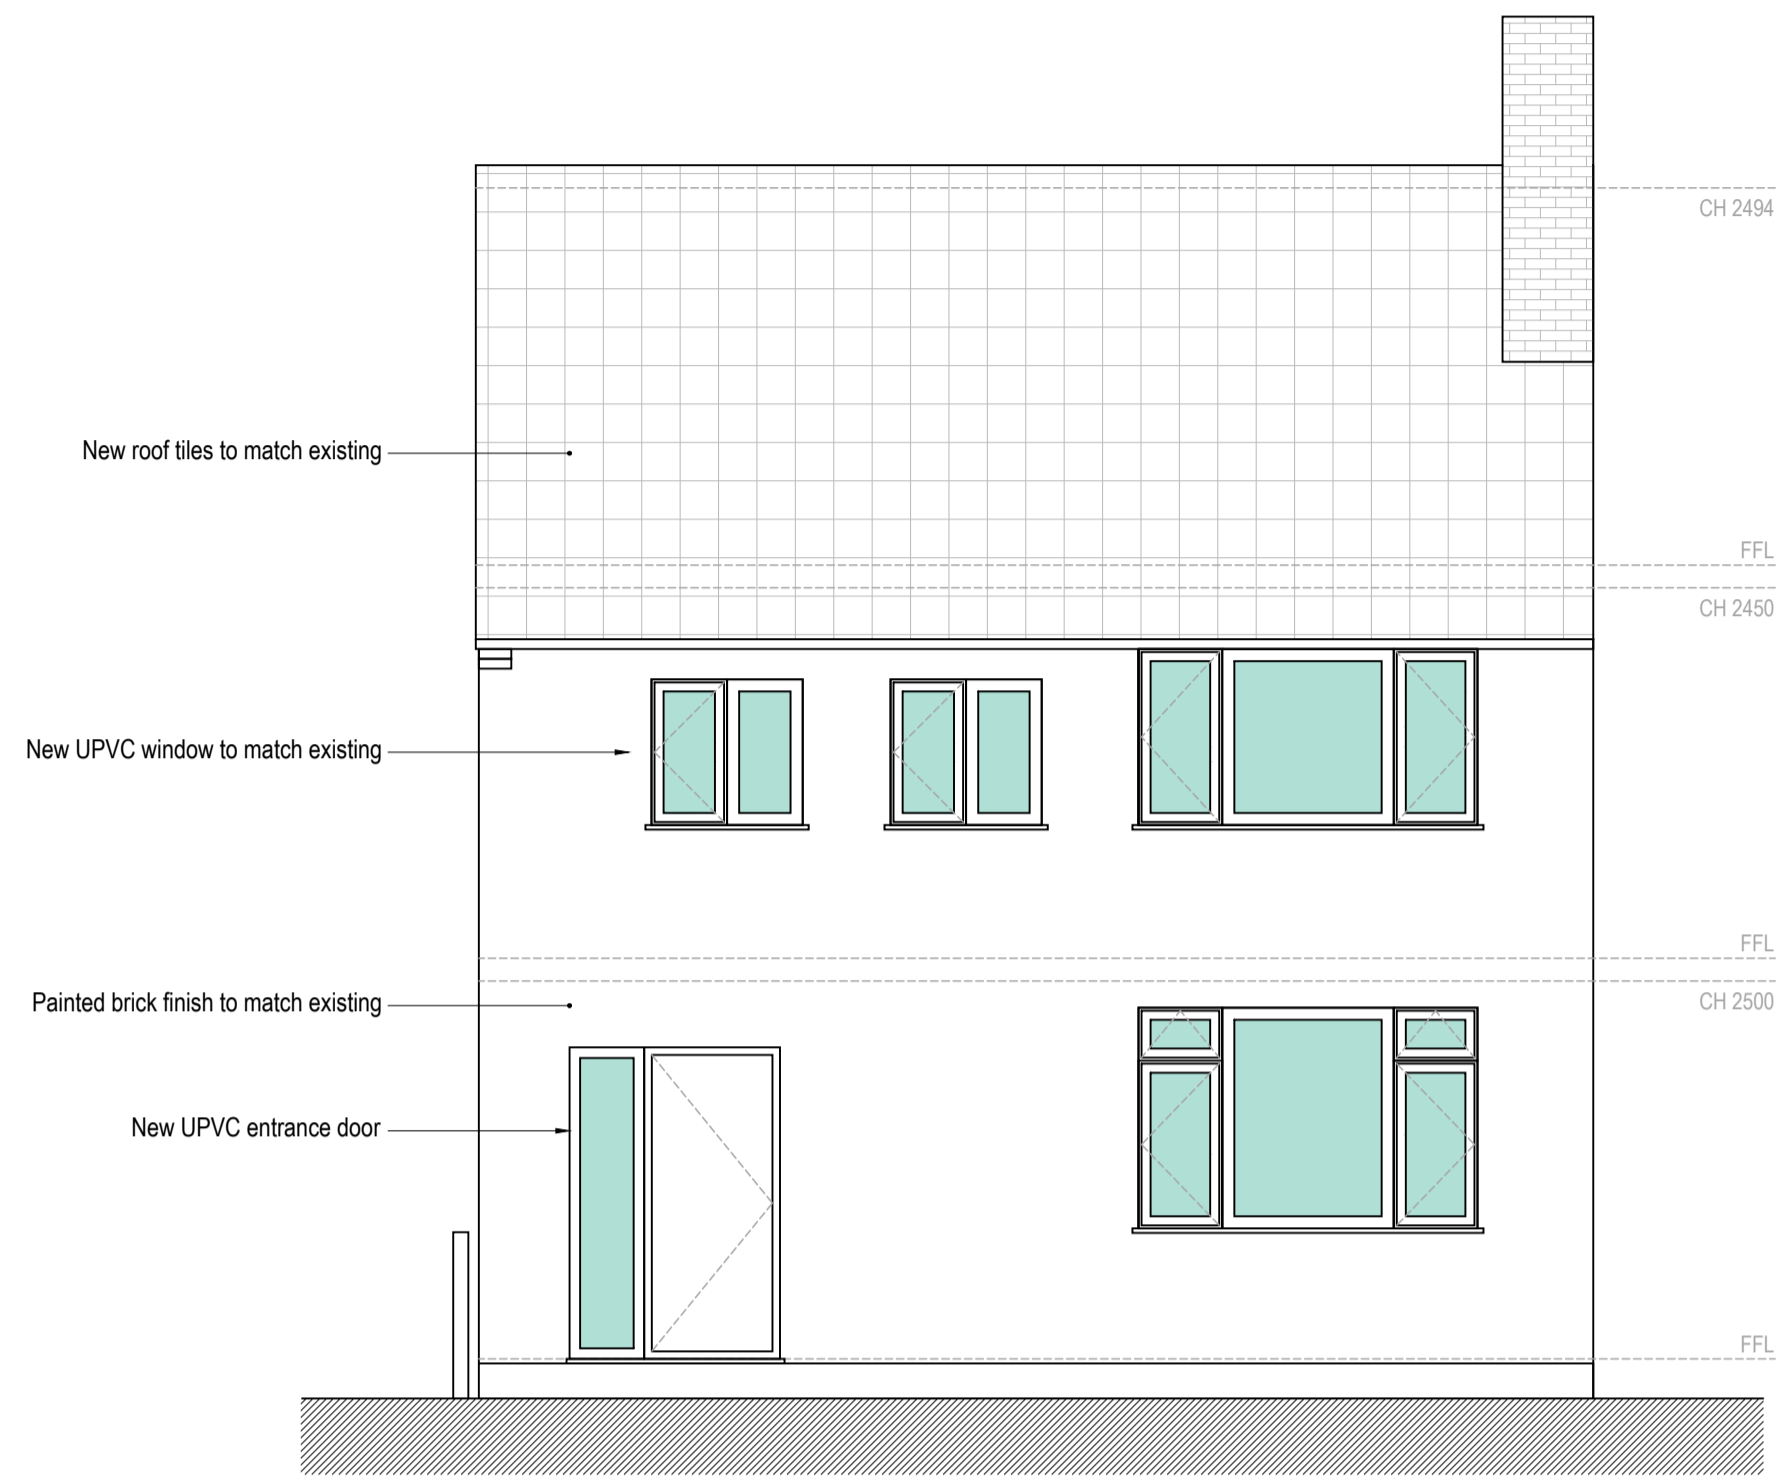 CH 2494
New roof tiles to match existing
FFL
CH 2450
New UPVC window to match existing
FFL
Painted brick finish to match existing
CH 2500
New UPVC entrance door
FFL